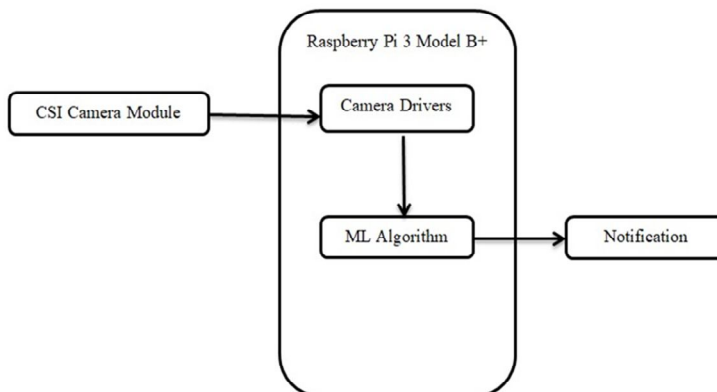 Raspberry Pi 3 Model B+
CSI Camera Module
Camera Drivers
ML Algorithm
Notification